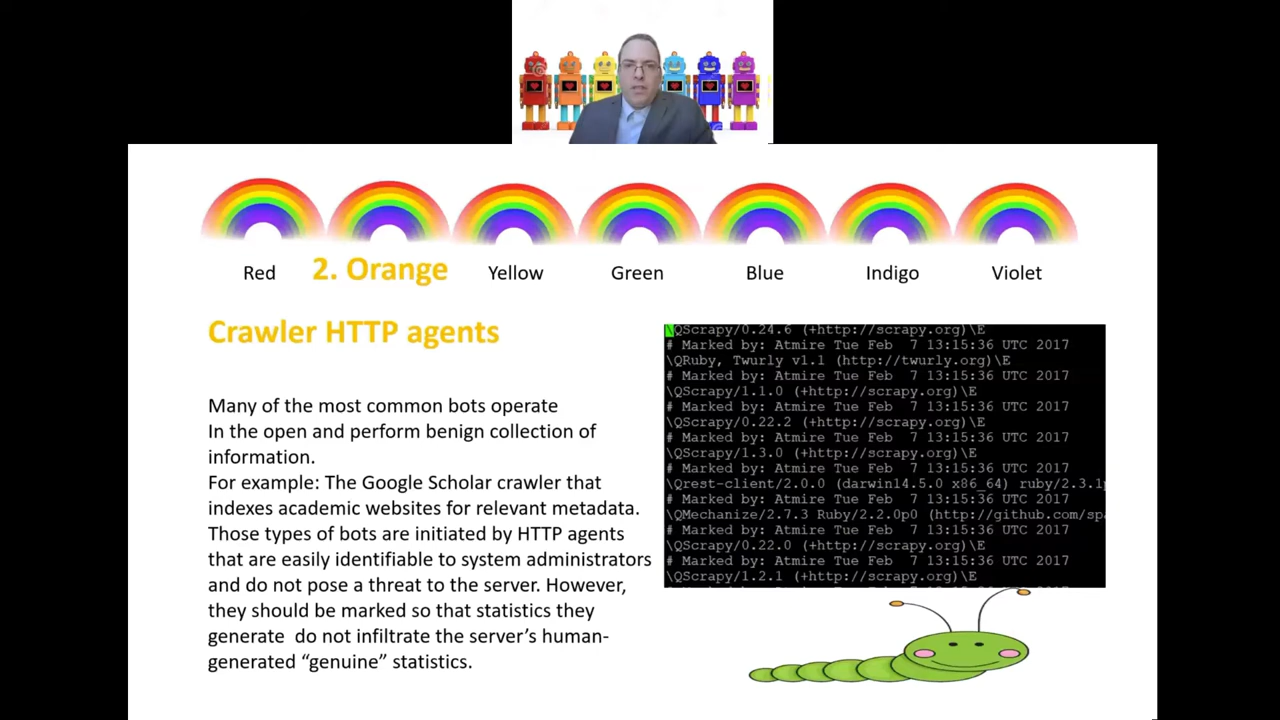 Red
2. Orange
Yellow
Green
Blue
Indigo
Violet
Crawler HTTP agents
Many of the most common bots operate
In the open and perform benign collection of
information.
For example: The Google Scholar crawler that
indexes academic websites for relevant metadata.
Those types of bots are initiated by HTTP agents
that are easily identifiable to system administrators
and do not pose a threat to the server. However,
they should be marked so that statistics they
generate do not infiltrate the server's human-
generated “genuine” statistics.
\QScrapy/0.24.6 (+http://scrapy.org)\E
# Marked by: Atmire Tue Feb  7 13:15:36 UTC 2017
\QRuby, Twurly v1.1 (http://twurly.org)\E
# Marked by: Atmire Tue Feb  7 13:15:36 UTC 2017
\QScrapy/1.1.0 (+http://scrapy.org)\E
# Marked by: Atmire Tue Feb  7 13:15:36 UTC 2017
\QScrapy/0.22.2 (+http://scrapy.org)\E
# Marked by: Atmire Tue Feb  7 13:15:36 UTC 2017
\QScrapy/1.3.0 (+http://scrapy.org)\E
# Marked by: Atmire Tue Feb  7 13:15:36 UTC 2017
\Qrest-client/2.0.0 (darwin14.5.0 x86_64) ruby/2.3.1p
# Marked by: Atmire Tue Feb  7 13:15:36 UTC 2017
\QMechanize/2.7.3 Ruby/2.2.0p0 (http://github.com/spa
# Marked by: Atmire Tue Feb  7 13:15:36 UTC 2017
\QScrapy/0.22.0 (+http://scrapy.org)\E
# Marked by: Atmire Tue Feb  7 13:15:36 UTC 2017
\QScrapy/1.2.1 (+http://scrapy.org)\E